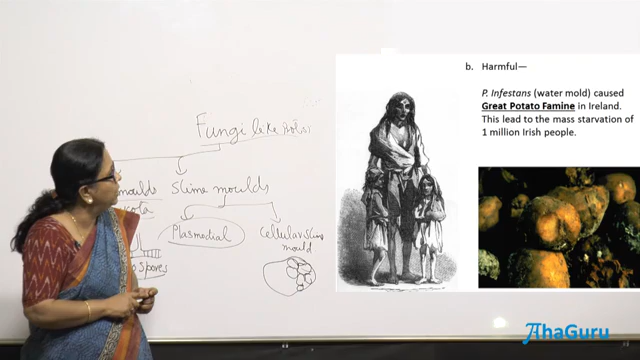 Fungi like
moulds slime moulds
Plasmodial Cellular slime
mould
Spores
b. Harmful—
P. Infestans (water mold) caused
Great Potato Famine in Ireland.
This lead to the mass starvation of
1 million Irish people.
AhaGuru